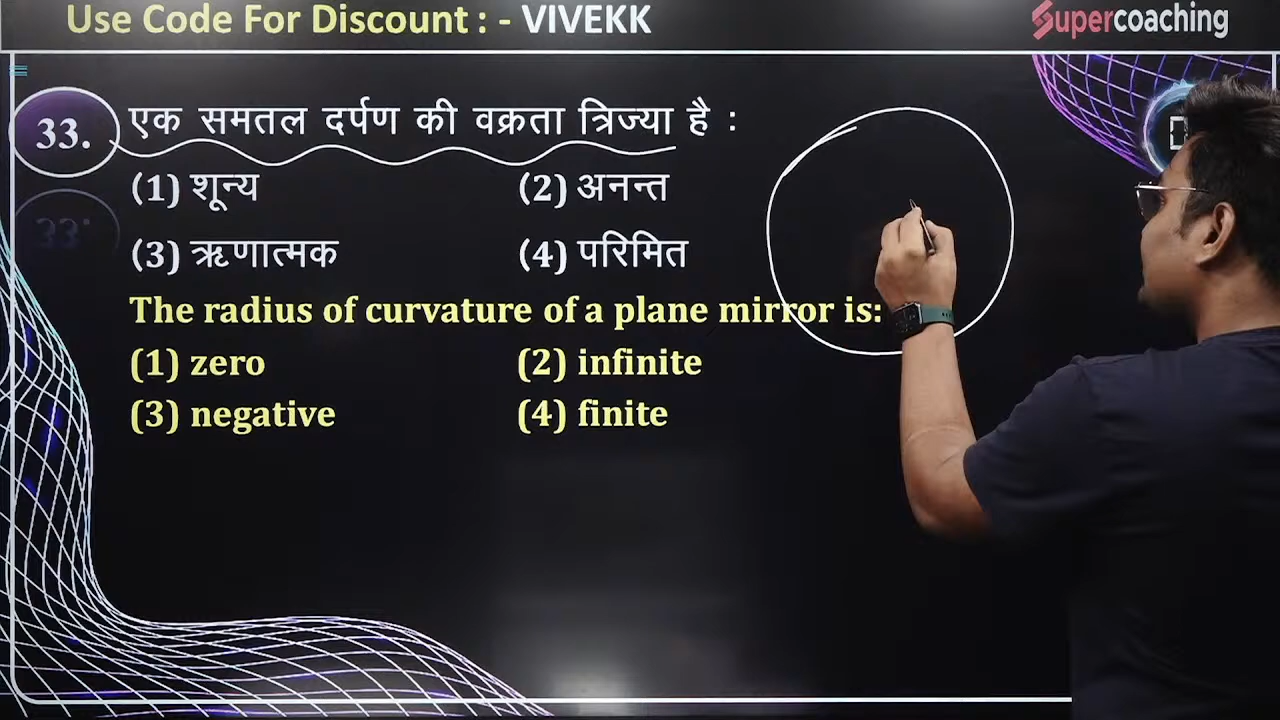 Use Code For Discount : - VIVEKK
Supercoaching
33. एक समतल दर्पण की वक्रता त्रिज्या है :
(1) शून्य (2) अनन्त
(3) ऋणात्मक (4) परिमित
The radius of curvature of a plane mirror is:
(1) zero (2) infinite
(3) negative (4) finite